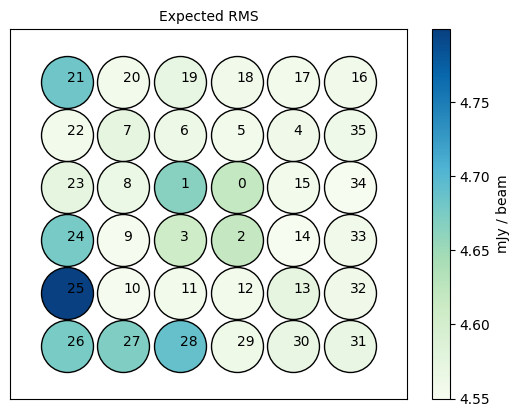 Expected RMS
21 20 19 18 17 16
22 7 6 5 4 35
23 8 1 0 15 34
24 9 3 2 14 33
25 10 11 12 13 32
26 27 28 29 30 31
4.75
4.70
4.65
4.60
4.55
mJy / beam